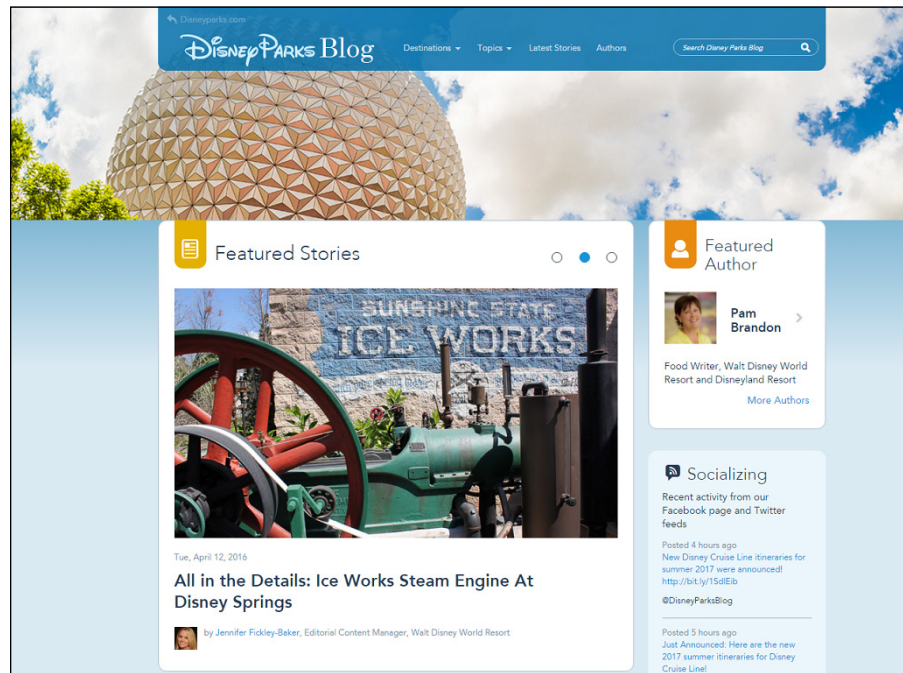 Disneyparks.com
Disney Parks Blog
Destinations
Topics
Latest Stories
Authors
Search Disney Parks Blog
Featured Stories
SUNSHINE STATE
ICE WORKS
Tue, April 12, 2016
All in the Details: Ice Works Steam Engine At
Disney Springs
by Jennifer Fickley-Baker, Editorial Content Manager, Walt Disney World Resort
Featured
Author
Pam
Brandon
Food Writer, Walt Disney World
Resort and Disneyland Resort
More Authors
Socializing
Recent activity from our
Facebook page and Twitter
feeds
Posted 4 hours ago
New Disney Cruise Line itineraries for
summer 2017 were announced!
http://bit.ly/1SdlEib
@DisneyParksBlog
Posted 5 hours ago
Just Announced: Here are the new
2017 summer itineraries for Disney
Cruise Line!